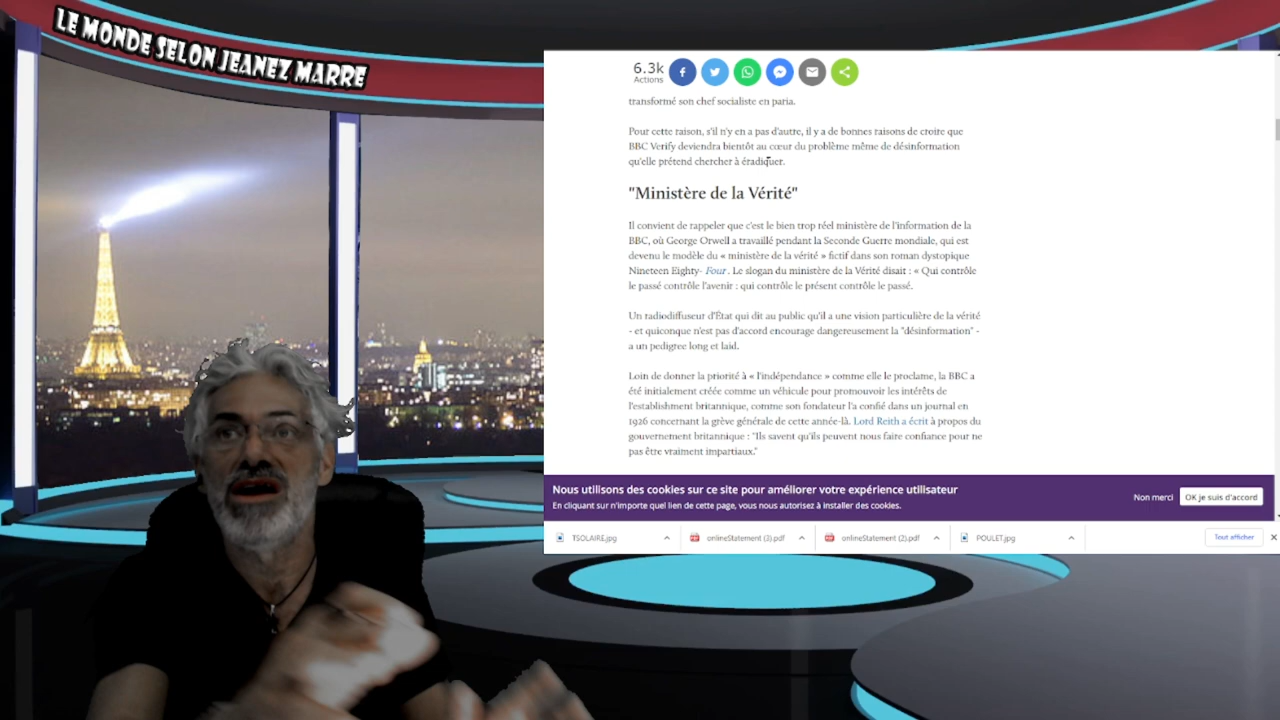 LE MONDE SELON JEANEZ MARRE
6.3k
Actions
transformé son chef socialiste en paria.
Pour cette raison, s'il n'y en a pas d'autre, il y a de bonnes raisons de croire que
BBC Verify deviendra bientôt au cœur du problème même de désinformation
qu'elle prétend chercher à éradiquer.
"Ministère de la Vérité"
Il convient de rappeler que c'est le bien trop réel ministère de l'information de la
BBC, où George Orwell a travaillé pendant la Seconde Guerre mondiale, qui est
devenu le modèle du « ministère de la vérité » fictif dans son roman dystopique
Nineteen Eighty- Four . Le slogan du ministère de la Vérité disait : « Qui contrôle
le passé contrôle l'avenir : qui contrôle le présent contrôle le passé.
Un radiodiffuseur d'État qui dit au public qu'il a une vision particulière de la vérité
- et quiconque n'est pas d'accord encourage dangereusement la "désinformation" -
a un pedigree long et laid.
Loin de donner la priorité à « l'indépendance » comme elle le proclame, la BBC a
été initialement créée comme un véhicule pour promouvoir les intérêts de
l'establishment britannique, comme son fondateur l'a confié dans un journal en
1926 concernant la grève générale de cette année-là. Lord Reith a écrit à propos du
gouvernement britannique : "Ils savent qu'ils peuvent nous faire confiance pour ne
pas être vraiment impartiaux."
Nous utilisons des cookies sur ce site pour améliorer votre expérience utilisateur
En cliquant sur n'importe quel lien de cette page, vous nous autorisez à installer des cookies.
Non merci
OK je suis d'accord
TSOLAIRE.jpg
onlineStatement (3).pdf
onlineStatement (2).pdf
POULET.jpg
Tout afficher